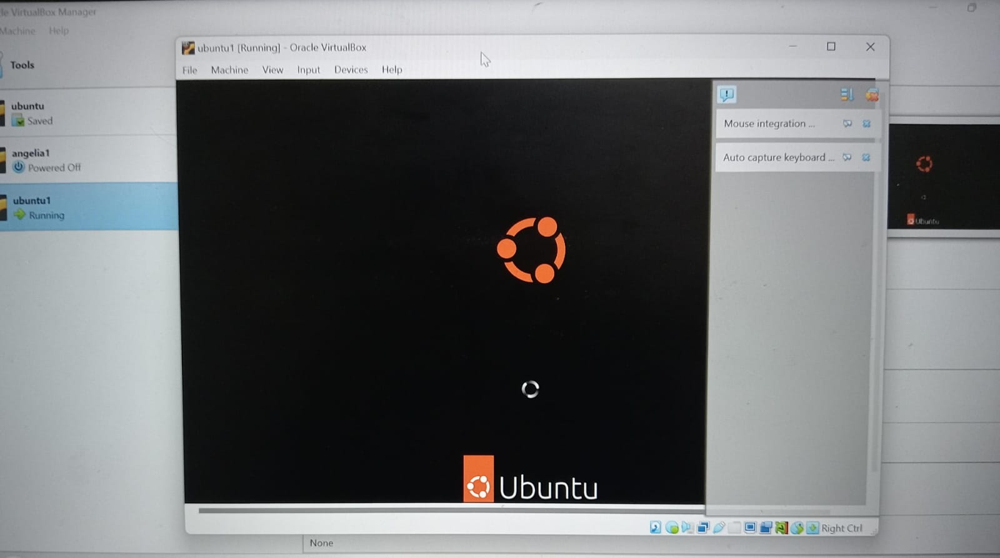 le VirtualBox Manager
Machine Help
Tools
ubuntu
Saved
angelia1
Powered Off
ubuntu1
Running
ubuntu1 [Running] - Oracle VirtualBox
File Machine View Input Devices Help
Mouse integration ...
Auto capture keyboard ...
Ubuntu
Right Ctrl
Ubuntu
None